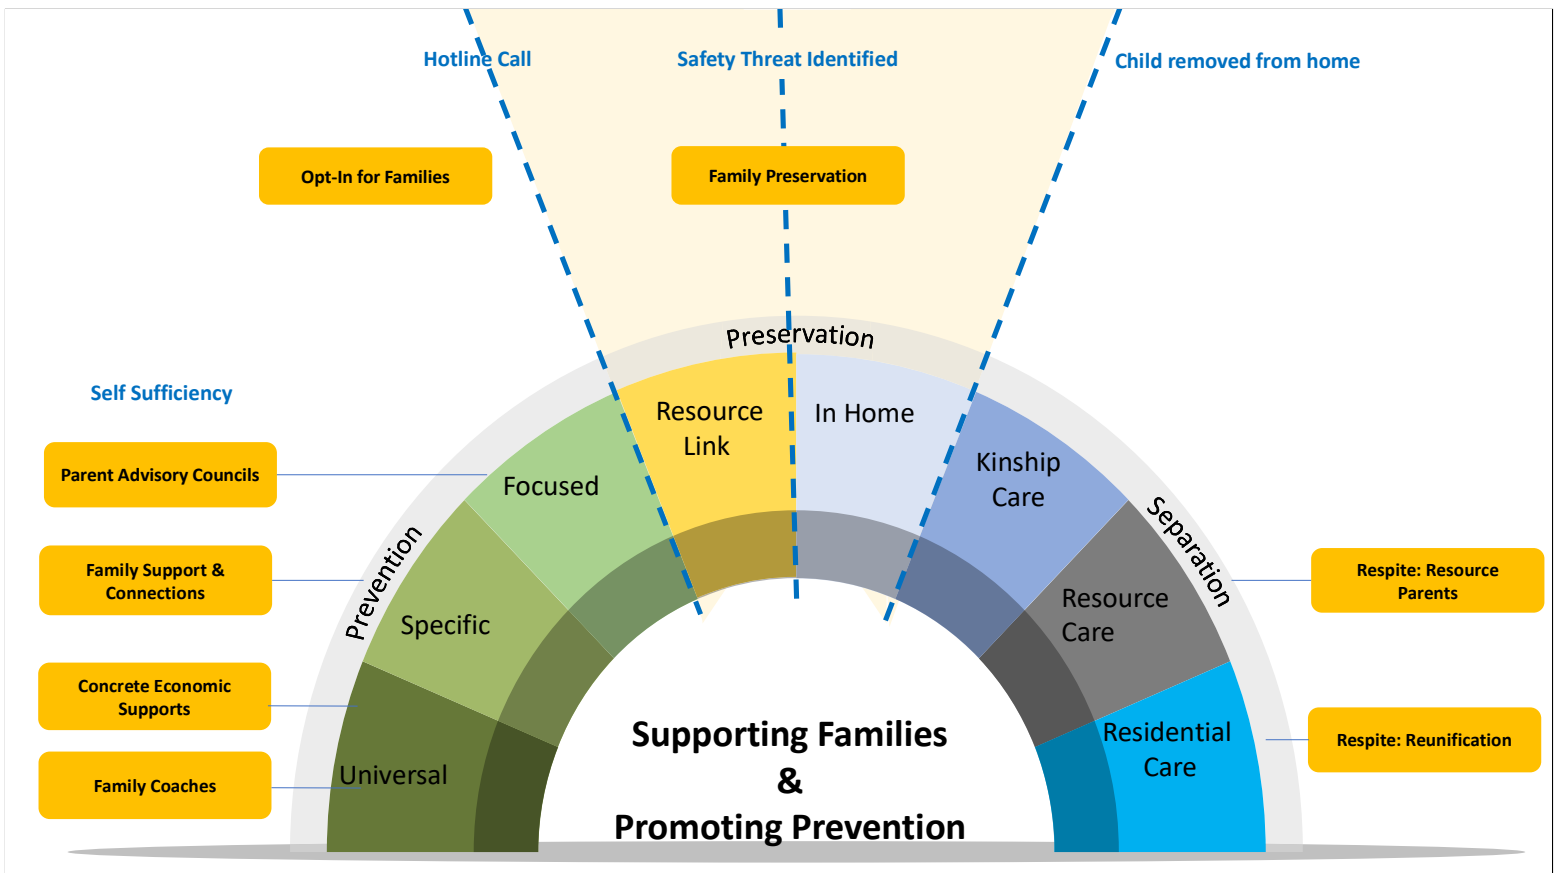 Hotline Call
Safety Threat Identified
Child removed from home
Opt-In for Families
Family Preservation
Preservation
Self Sufficiency
Resource
Link
In Home
Parent Advisory Councils
Focused
Kinship
Care
Prevention
Separation
Family Support &
Connections
Specific
Resource
Care
Respite: Resource
Parents
Concrete Economic
Supports
Universal
Family Coaches
Residential
Care
Respite: Reunification
Supporting Families
&
Promoting Prevention